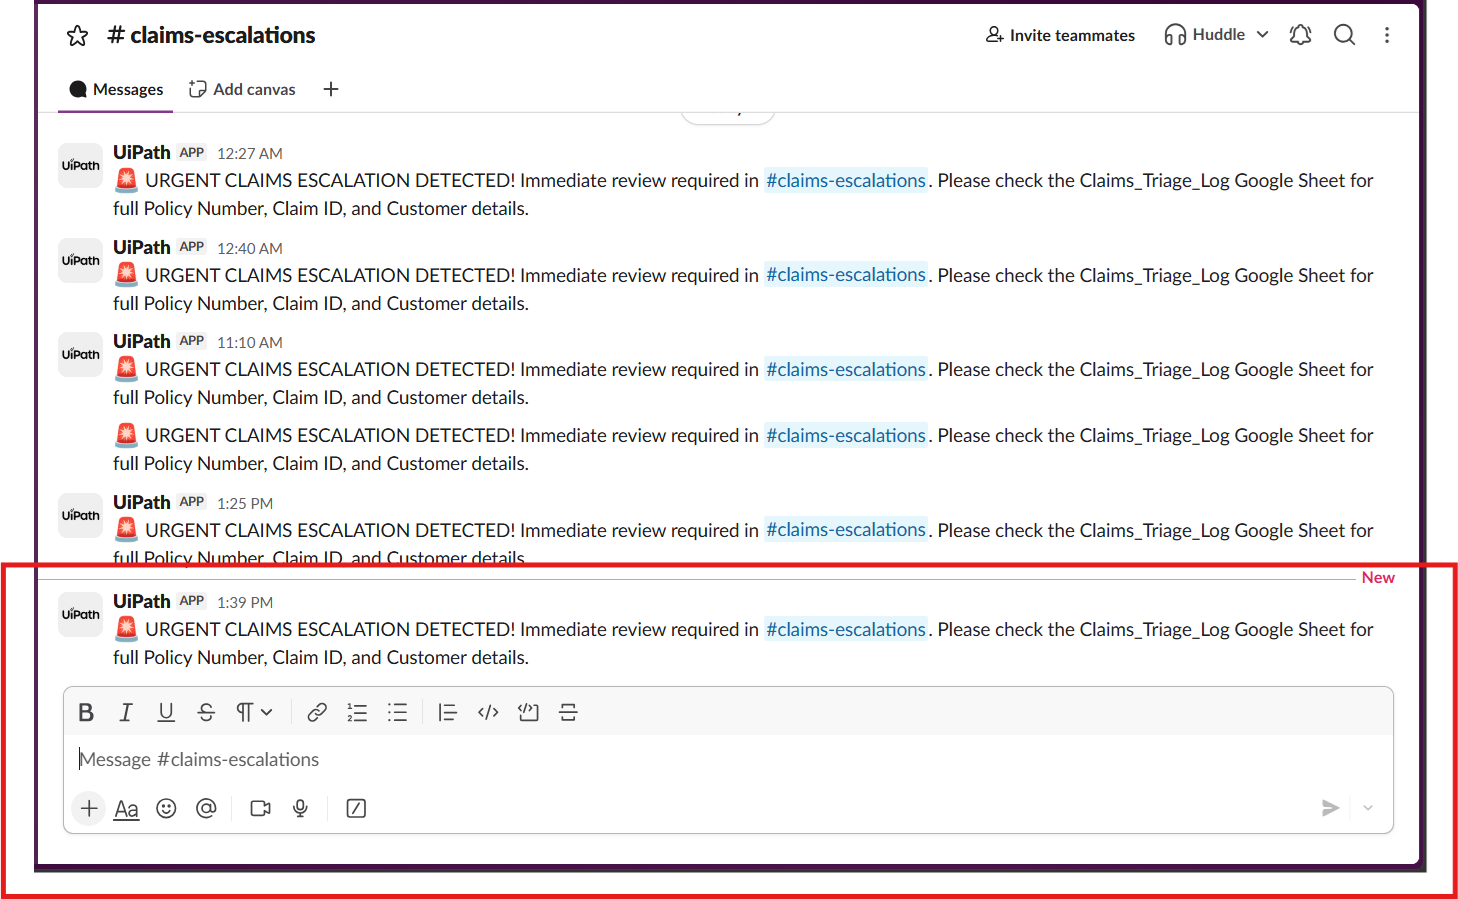 # claims-escalations
Invite teammates
Huddle
Messages
Add canvas
UiPath
UiPath APP 12:27 AM
🚨 URGENT CLAIMS ESCALATION DETECTED! Immediate review required in #claims-escalations. Please check the Claims_Triage_Log Google Sheet for
full Policy Number, Claim ID, and Customer details.
UiPath
UiPath APP 12:40 AM
🚨 URGENT CLAIMS ESCALATION DETECTED! Immediate review required in #claims-escalations. Please check the Claims_Triage_Log Google Sheet for
full Policy Number, Claim ID, and Customer details.
UiPath
UiPath APP 11:10 AM
🚨 URGENT CLAIMS ESCALATION DETECTED! Immediate review required in #claims-escalations. Please check the Claims_Triage_Log Google Sheet for
full Policy Number, Claim ID, and Customer details.
🚨 URGENT CLAIMS ESCALATION DETECTED! Immediate review required in #claims-escalations. Please check the Claims_Triage_Log Google Sheet for
full Policy Number, Claim ID, and Customer details.
UiPath
UiPath APP 1:25 PM
🚨 URGENT CLAIMS ESCALATION DETECTED! Immediate review required in #claims-escalations. Please check the Claims_Triage_Log Google Sheet for
full Policy Number, Claim ID, and Customer details.
New
UiPath
UiPath APP 1:39 PM
🚨 URGENT CLAIMS ESCALATION DETECTED! Immediate review required in #claims-escalations. Please check the Claims_Triage_Log Google Sheet for
full Policy Number, Claim ID, and Customer details.
B I U S
Message #claims-escalations
Aa